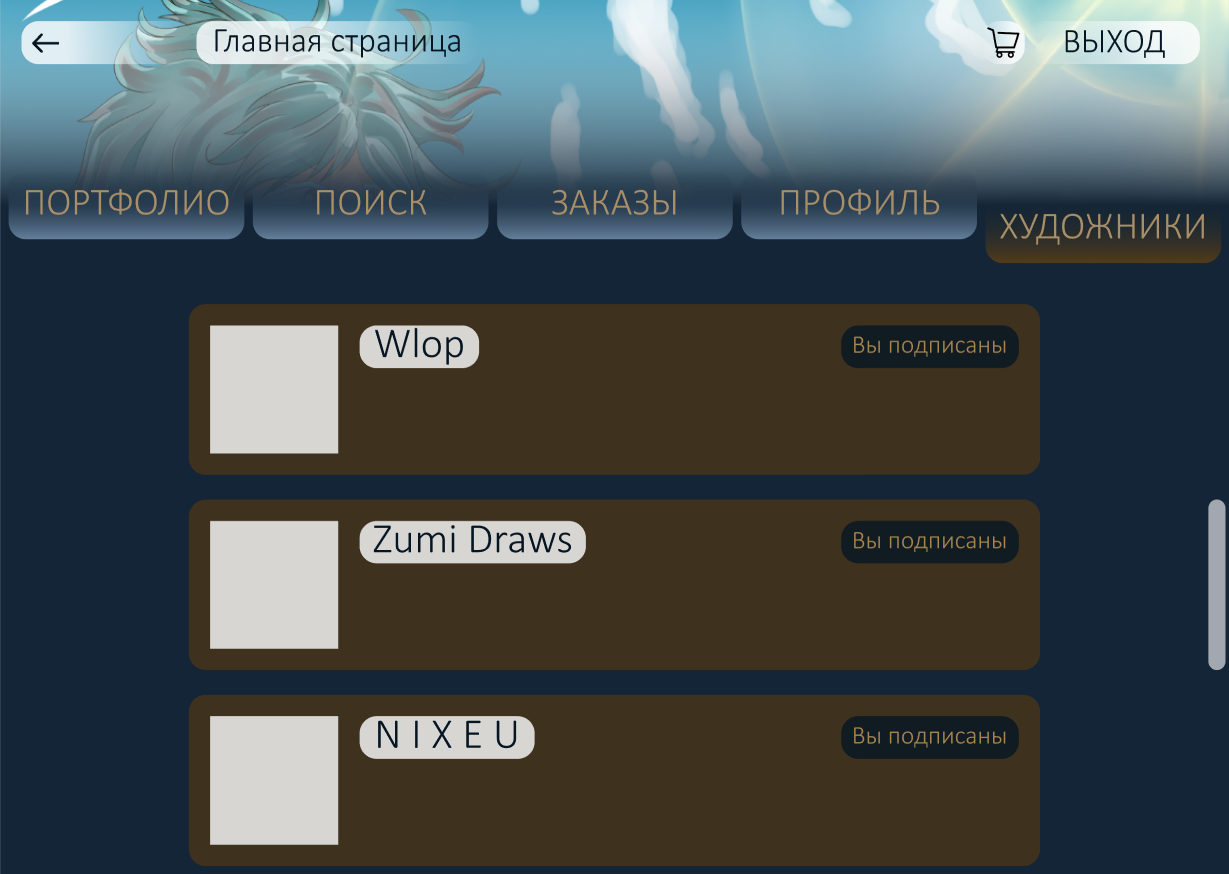 Главная страница
ВЫХОД
ПОРТФОЛИО
ПОИСК
ЗАКАЗЫ
ПРОФИЛЬ
ХУДОЖНИКИ
Wlop
Вы подписаны
Zumi Draws
Вы подписаны
N I X E U
Вы подписаны